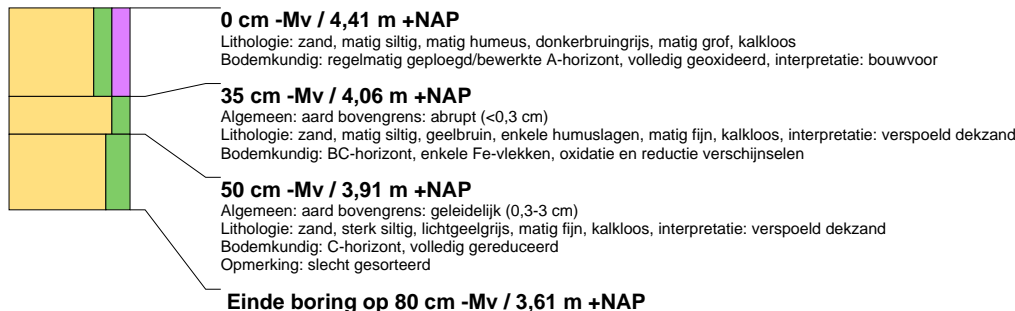 0 cm -Mv / 4,41 m +NAP
Lithologie: zand, matig siltig, matig humeus, donkerbruingrijs, matig grof, kalkloos
Bodemkundig: regelmatig geploegd/bewerkte A-horizont, volledig geoxideerd, interpretatie: bouwvoor
35 cm -Mv / 4,06 m +NAP
Algemeen: aard bovengrens: abrupt (<0,3 cm)
Lithologie: zand, matig siltig, geelbruin, enkele humuslagen, matig fijn, kalkloos, interpretatie: verspoeld dekzand
Bodemkundig: BC-horizont, enkele Fe-vlekken, oxidatie en reductie verschijnselen
50 cm -Mv / 3,91 m +NAP
Algemeen: aard bovengrens: geleidelijk (0,3-3 cm)
Lithologie: zand, sterk siltig, lichtgeelgrijs, matig fijn, kalkloos, interpretatie: verspoeld dekzand
Bodemkundig: C-horizont, volledig gereduceerd
Opmerking: slecht gesorteerd
Einde boring op 80 cm -Mv / 3,61 m +NAP